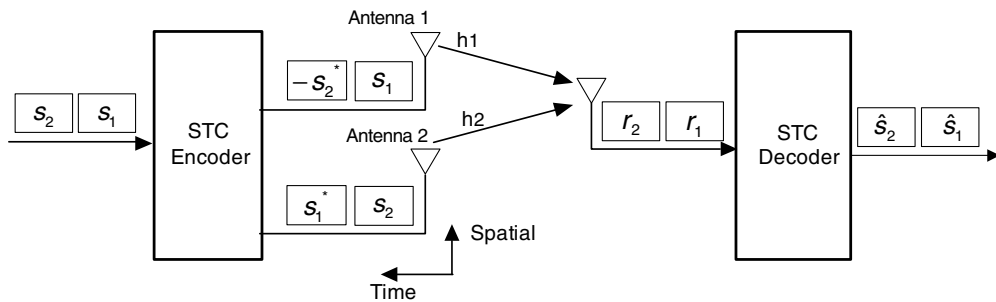 Antenna 1
h1
−s₂* s₁
s₂ s₁
STC
Encoder
Antenna 2
h2
r₂ r₁
STC
Decoder
ŝ₂ ŝ₁
s₁* s₂
Spatial
Time